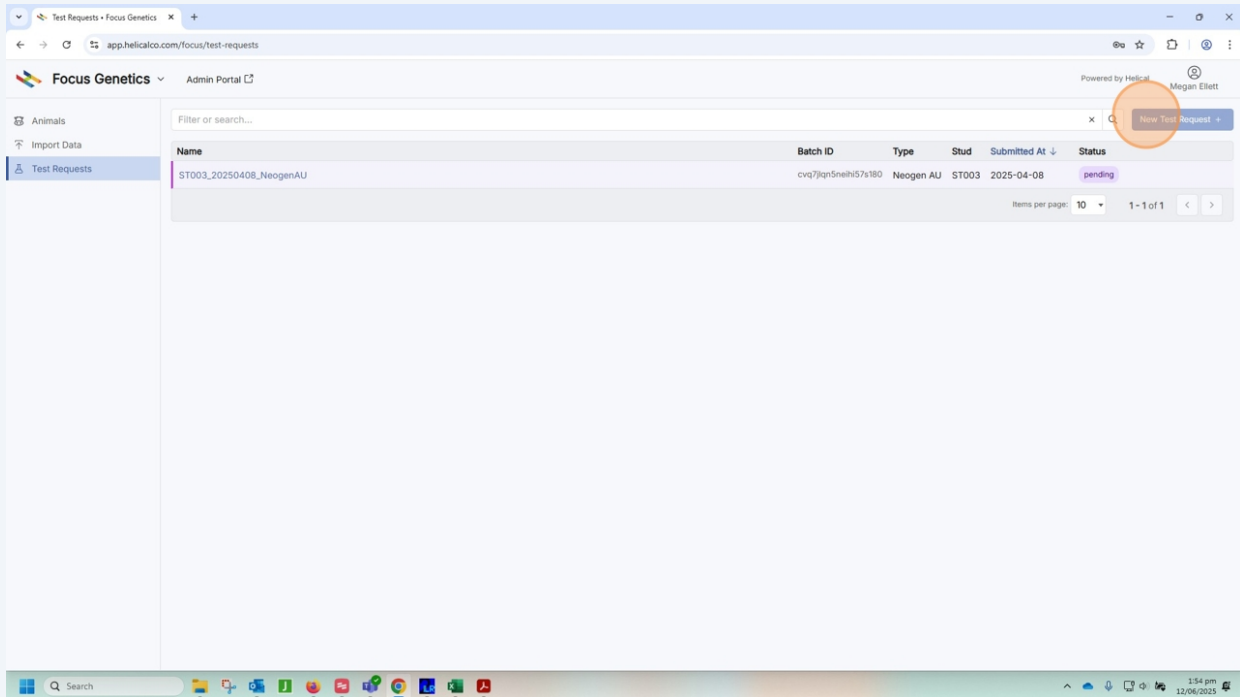 Test Requests • Focus Genetics
app.helicalco.com/focus/test-requests
Focus Genetics
Admin Portal
Powered by Helical
Megan Ellett
Animals
Import Data
Test Requests
Filter or search...
New Test Request +
Name Batch ID Type Stud Submitted At ↓ Status
ST003_20250408_NeogenAU cvq7jlqn5neihi57s180 Neogen AU ST003 2025-04-08 pending
Items per page: 10 1 - 1 of 1
Search
1:54 pm
12/06/2025